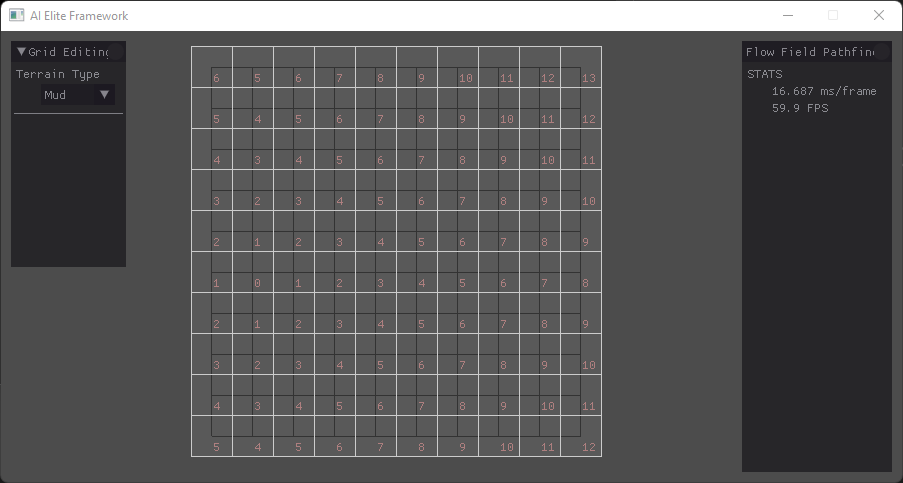 AI Elite Framework
Grid Editing
Terrain Type
Mud
6 5 6 7 8 9 10 11 12 13
5 4 5 6 7 8 9 10 11 12
4 3 4 5 6 7 8 9 10 11
3 2 3 4 5 6 7 8 9 10
2 1 2 3 4 5 6 7 8 9
1 0 1 2 3 4 5 6 7 8
2 1 2 3 4 5 6 7 8 9
3 2 3 4 5 6 7 8 9 10
4 3 4 5 6 7 8 9 10 11
5 4 5 6 7 8 9 10 11 12
Flow Field Pathfin
STATS
16.687 ms/frame
59.9 FPS